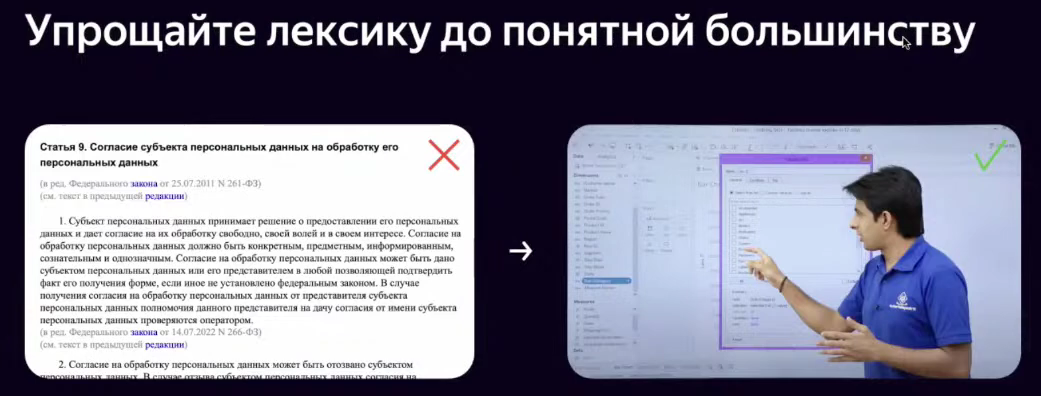 Упрощайте лексику до понятной большинству
Статья 9. Согласие субъекта персональных данных на обработку его
персональных данных
(в ред. Федерального закона от 25.07.2011 N 261-ФЗ)
(см. текст в предыдущей редакции)
1. Субъект персональных данных принимает решение о предоставлении его персональных
данных и дает согласие на их обработку свободно, своей волей и в своем интересе. Согласие на
обработку персональных данных должно быть конкретным, предметным, информированным,
сознательным и однозначным. Согласие на обработку персональных данных может быть дано
субъектом персональных данных или его представителем в любой позволяющей подтвердить
факт его получения форме, если иное не установлено федеральным законом. В случае
получения согласия на обработку персональных данных от представителя субъекта
персональных данных полномочия данного представителя на дачу согласия от имени субъекта
персональных данных проверяются оператором.
(в ред. Федерального закона от 14.07.2022 N 266-ФЗ)
(см. текст в предыдущей редакции)
2. Согласие на обработку персональных данных может быть отозвано субъектом
персональных данных. В случае отзыва субъектом персональных данных согласия на